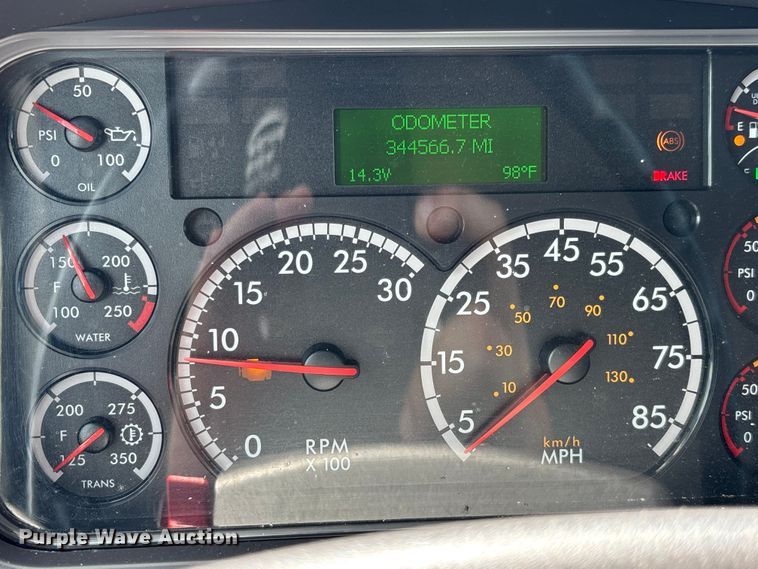 50
PSI
0
100
OIL
ODOMETER
344566.7 MI
14.3V
98°F
ABS
BRAKE
E
150
200
F
100
250
WATER
5
10
15
20
25
30
0
RPM
X 100
5
15
25
35
45
55
65
75
85
10
30
50
70
90
110
130
km/h
MPH
200
275
F
125
350
TRANS
50
PSI
0
50
PSI
0
Purple Wave Auction